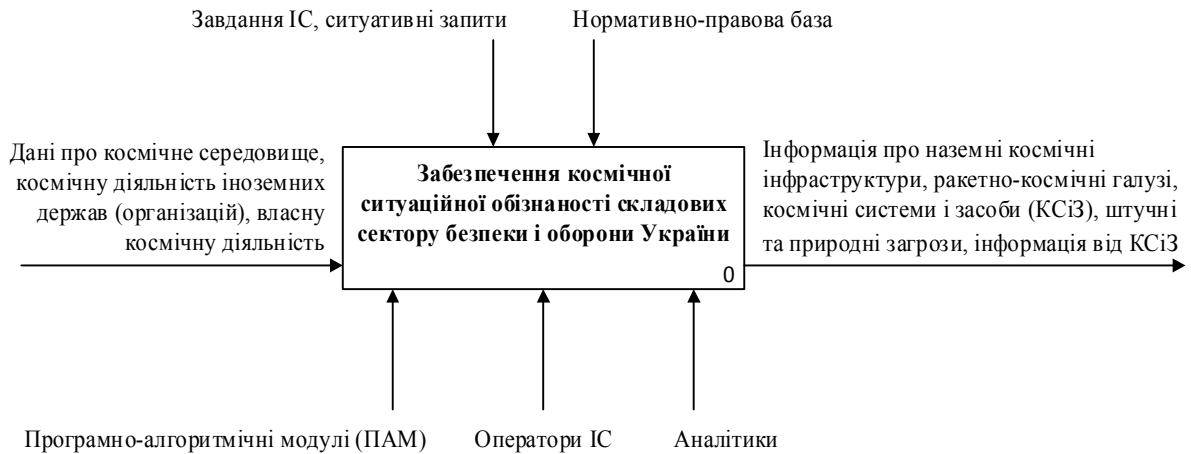 Завдання ІС, ситуативні запити
Нормативно-правова база
Дані про космічне середовище,
космічну діяльність іноземних
держав (організацій), власну
космічну діяльність
Забезпечення космічної
ситуаційної обізнаності складових
сектору безпеки і оборони України
0
Інформація про наземні космічні
інфраструктури, ракетно-космічні галузі,
космічні системи і засоби (КСіЗ), штучні
та природні загрози, інформація від КСіЗ
Програмно-алгоритмічні модулі (ПАМ)
Оператори ІС
Аналітики